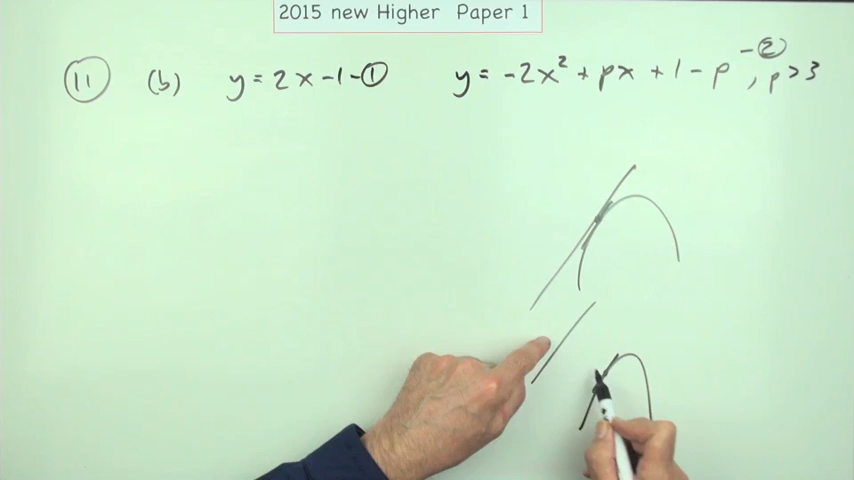 2015 new Higher Paper 1
11 (b) y = 2x - 1 - ① y = -2x² + px + 1 - p - ② , p > 3